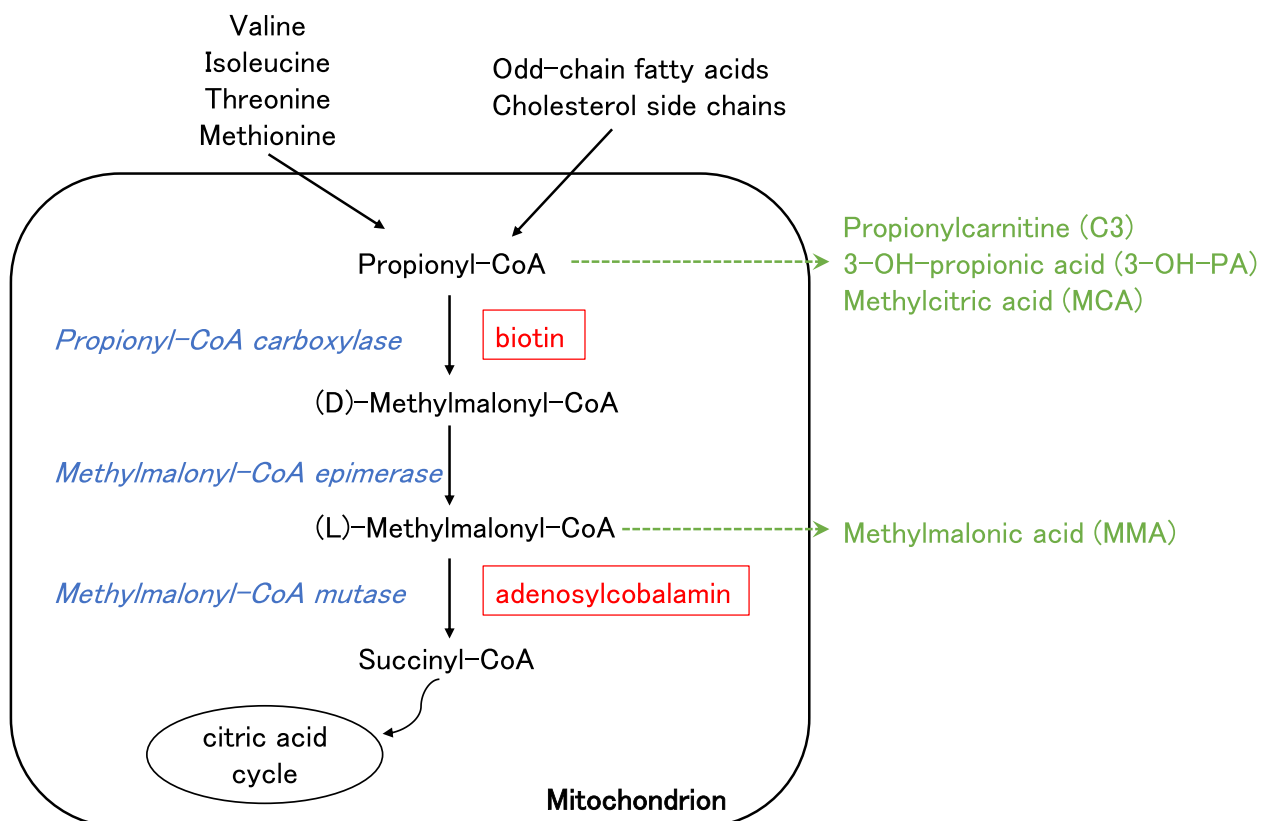 Valine
Isoleucine
Threonine
Methionine
Odd-chain fatty acids
Cholesterol side chains
Propionyl-CoA
Propionylcarnitine (C3)
3-OH-propionic acid (3-OH-PA)
Methylcitric acid (MCA)
Propionyl-CoA carboxylase
biotin
(D)-Methylmalonyl-CoA
Methylmalonyl-CoA epimerase
(L)-Methylmalonyl-CoA
Methylmalonic acid (MMA)
Methylmalonyl-CoA mutase
adenosylcobalamin
Succinyl-CoA
citric acid
cycle
Mitochondrion